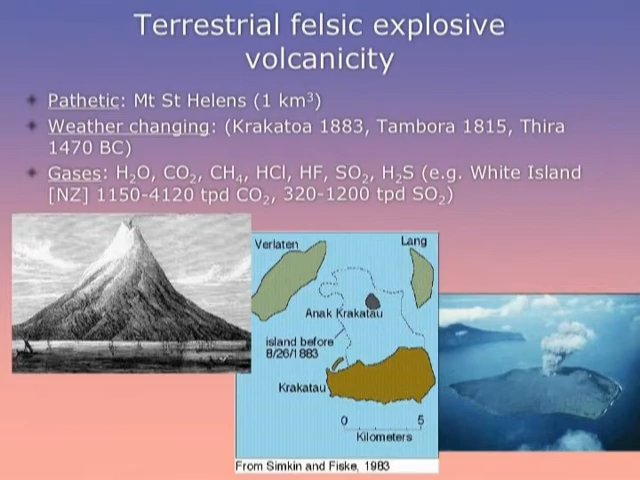 Terrestrial felsic explosive
volcanicity
Pathetic: Mt St Helens (1 km³)
Weather changing: (Krakatoa 1883, Tambora 1815, Thira
1470 BC)
Gases: H₂O, CO₂, CH₄, HCl, HF, SO₂, H₂S (e.g. White Island
[NZ] 1150-4120 tpd CO₂, 320-1200 tpd SO₂)
Verlaten
Lang
Anak Krakatau
island before
8/26/1883
Krakatau
0 5
Kilometers
From Simkin and Fiske, 1983